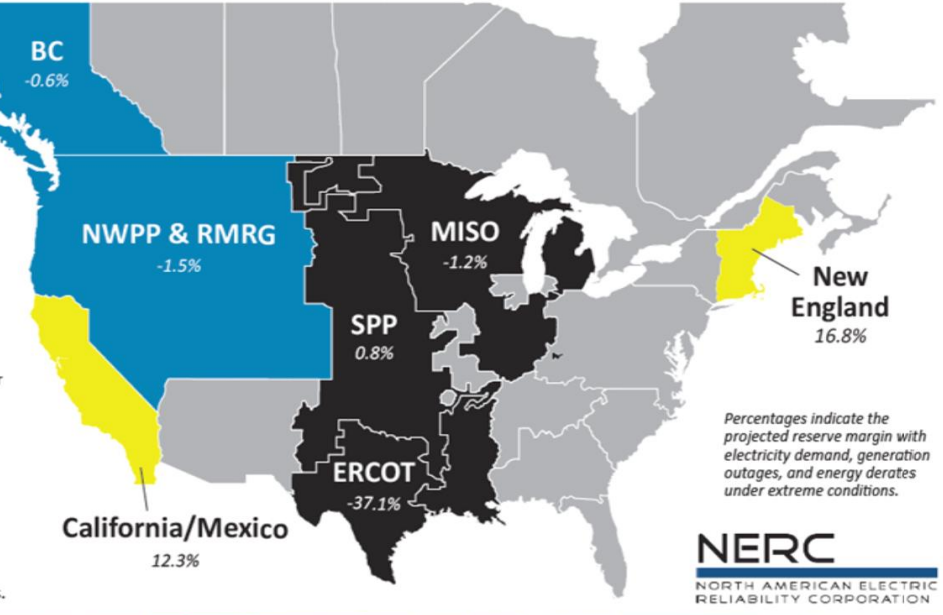 BC
-0.6%
NWPP & RMRG
-1.5%
MISO
-1.2%
SPP
0.8%
ERCOT
-37.1%
New
England
16.8%
California/Mexico
12.3%
Percentages indicate the
projected reserve margin with
electricity demand, generation
outages, and energy derates
under extreme conditions.
NERC
NORTH AMERICAN ELECTRIC
RELIABILITY CORPORATION